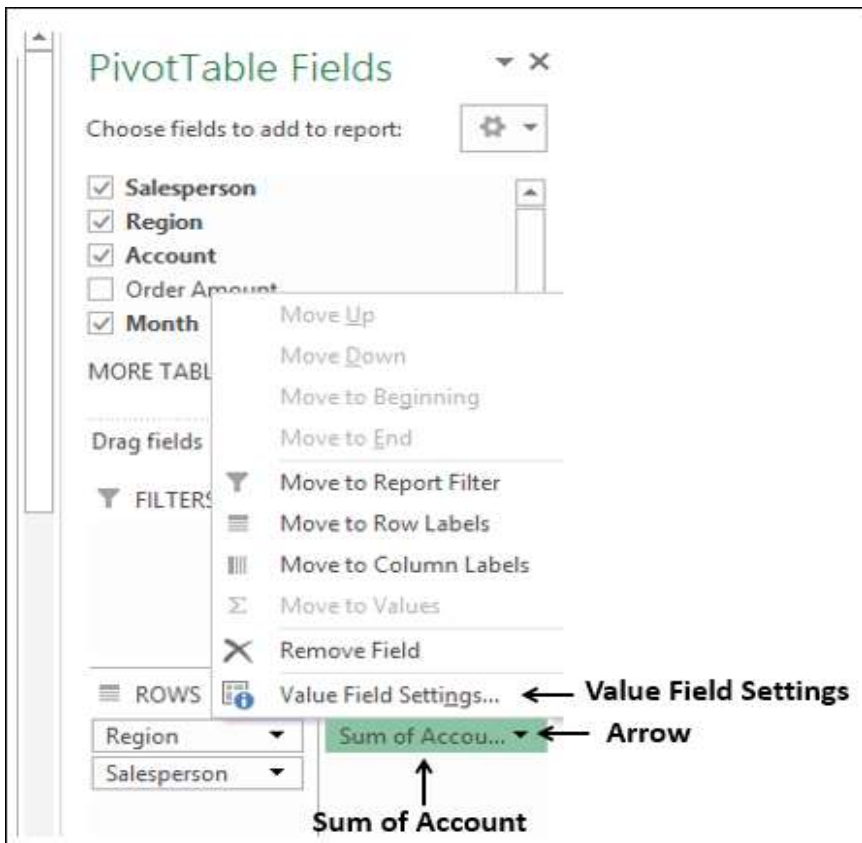 PivotTable Fields
Choose fields to add to report:
Salesperson
Region
Account
Order Amount
Month
MORE TABL
Drag fields
FILTERS
Move Up
Move Down
Move to Beginning
Move to End
Move to Report Filter
Move to Row Labels
Move to Column Labels
Move to Values
Remove Field
Value Field Settings...
Value Field Settings
ROWS
Region
Salesperson
Sum of Accou...
Arrow
Sum of Account